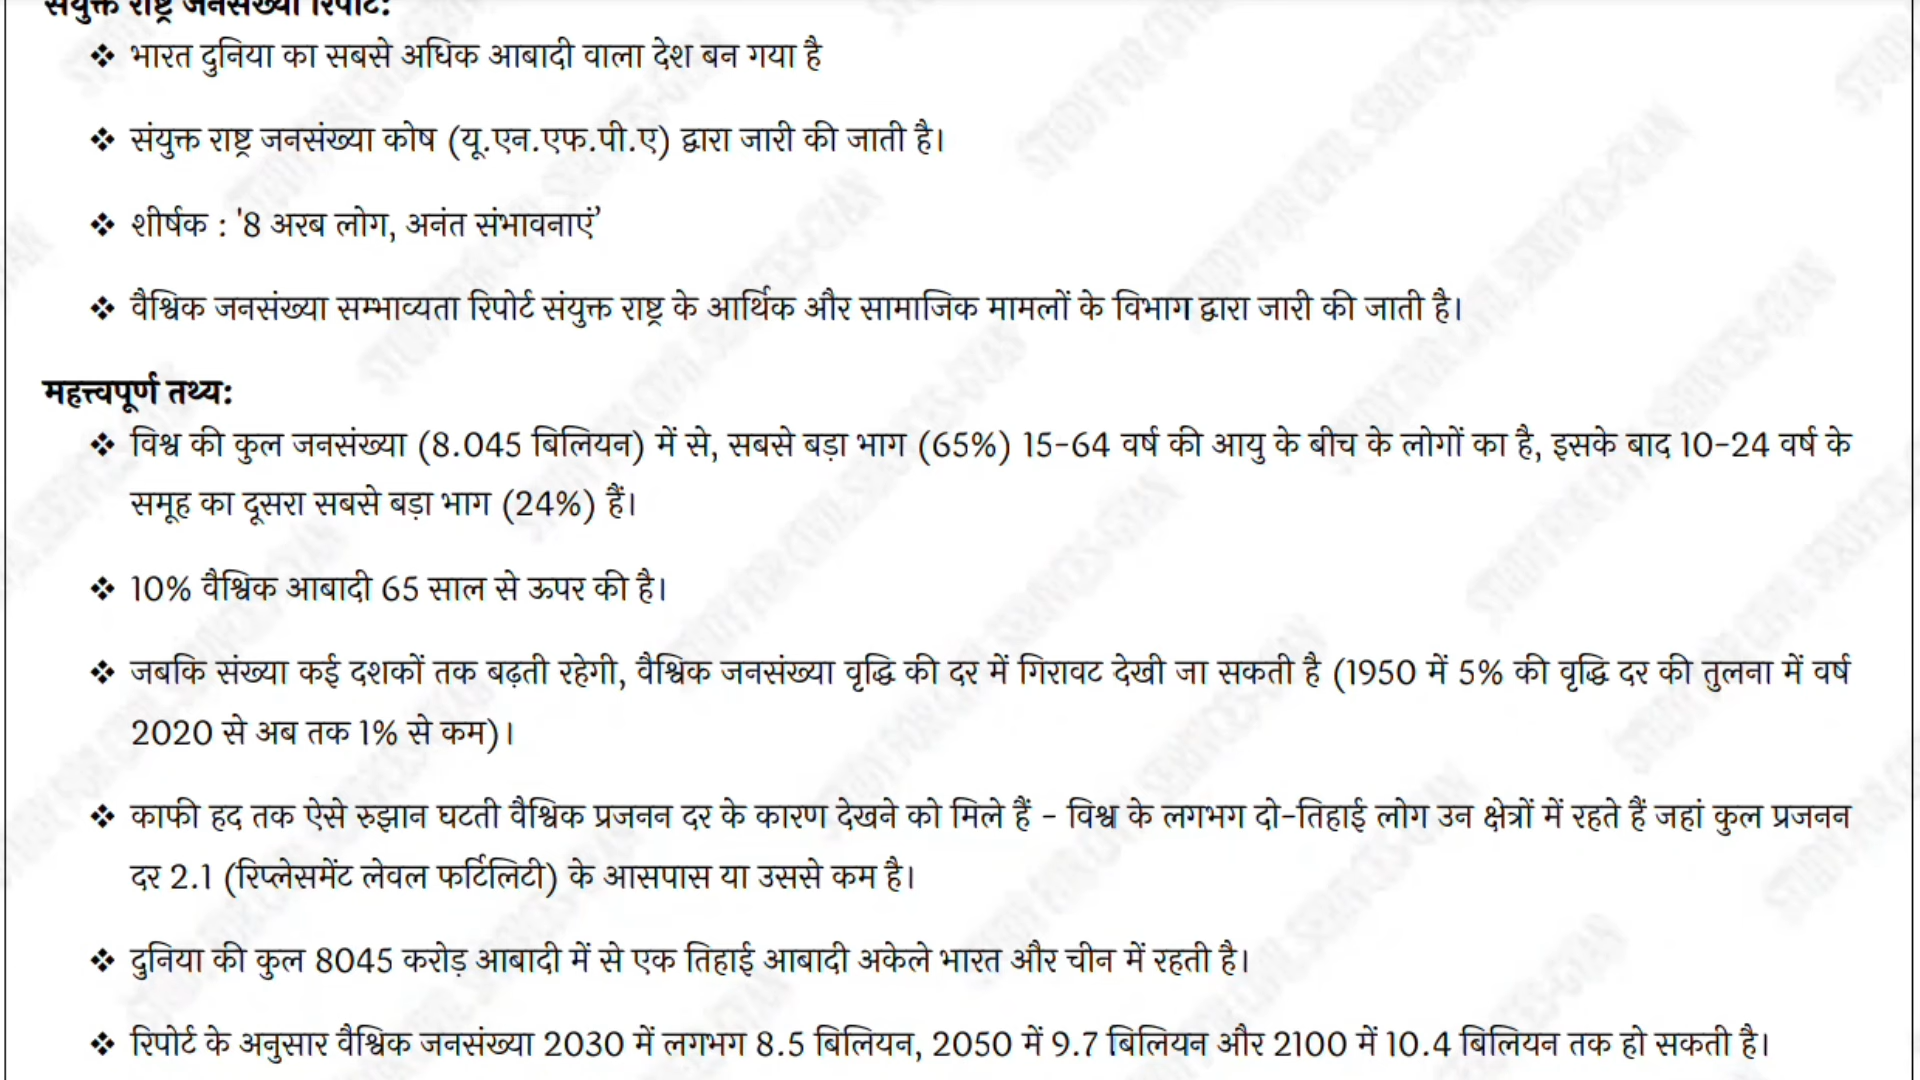 संयुक्त राष्ट्र जनसंख्या रिपोर्ट:
❖ भारत दुनिया का सबसे अधिक आबादी वाला देश बन गया है
❖ संयुक्त राष्ट्र जनसंख्या कोष (यू.एन.एफ.पी.ए) द्वारा जारी की जाती है।
❖ शीर्षक : '8 अरब लोग, अनंत संभावनाएं’
❖ वैश्विक जनसंख्या सम्भाव्यता रिपोर्ट संयुक्त राष्ट्र के आर्थिक और सामाजिक मामलों के विभाग द्वारा जारी की जाती है।
महत्त्वपूर्ण तथ्य:
❖ विश्व की कुल जनसंख्या (8.045 बिलियन) में से, सबसे बड़ा भाग (65%) 15-64 वर्ष की आयु के बीच के लोगों का है, इसके बाद 10-24 वर्ष के
समूह का दूसरा सबसे बड़ा भाग (24%) हैं।
❖ 10% वैश्विक आबादी 65 साल से ऊपर की है।
❖ जबकि संख्या कई दशकों तक बढ़ती रहेगी, वैश्विक जनसंख्या वृद्धि की दर में गिरावट देखी जा सकती है (1950 में 5% की वृद्धि दर की तुलना में वर्ष
2020 से अब तक 1% से कम)।
❖ काफी हद तक ऐसे रुझान घटती वैश्विक प्रजनन दर के कारण देखने को मिले हैं - विश्व के लगभग दो-तिहाई लोग उन क्षेत्रों में रहते हैं जहां कुल प्रजनन
दर 2.1 (रिप्लेसमेंट लेवल फर्टिलिटी) के आसपास या उससे कम है।
❖ दुनिया की कुल 8045 करोड़ आबादी में से एक तिहाई आबादी अकेले भारत और चीन में रहती है।
❖ रिपोर्ट के अनुसार वैश्विक जनसंख्या 2030 में लगभग 8.5 बिलियन, 2050 में 9.7 बिलियन और 2100 में 10.4 बिलियन तक हो सकती है।